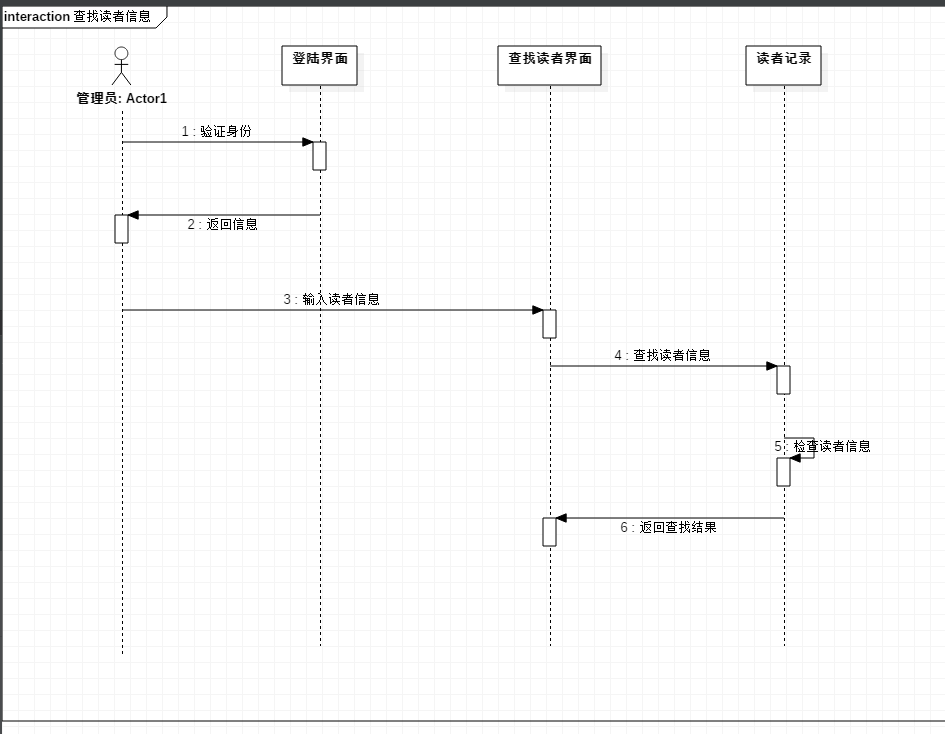 interaction 查找读者信息
登陆界面
查找读者界面
读者记录
管理员: Actor1
1 : 验证身份
2 : 返回信息
3 : 输入读者信息
4 : 查找读者信息
5 : 检查读者信息
6 : 返回查找结果